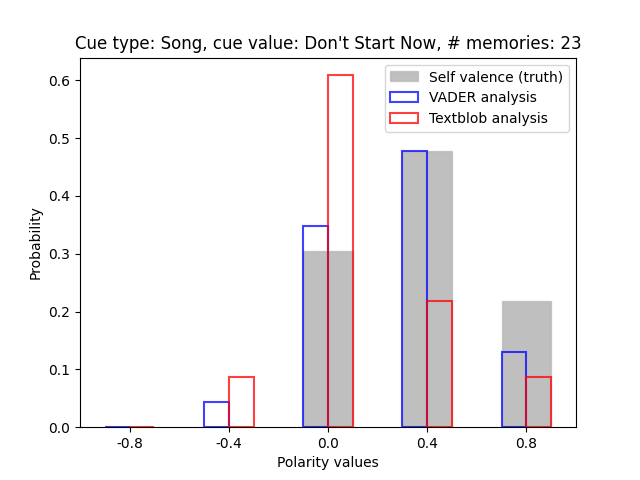 Cue type: Song, cue value: Don't Start Now, # memories: 23
Self valence (truth)
VADER analysis
Textblob analysis
Probability
0.6
0.5
0.4
0.3
0.2
0.1
0.0
-0.8 -0.4 0.0 0.4 0.8
Polarity values